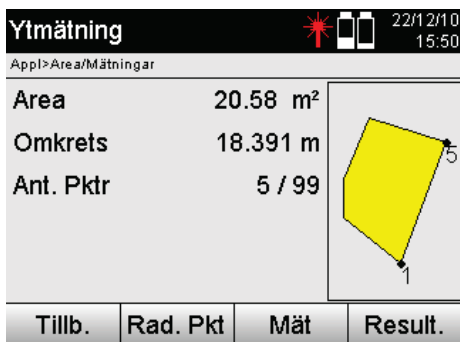 Ytmätning
22/12/10
15:50
Appl>Area/Mätningar
Area 20.58 m²
Omkrets 18.391 m
Ant. Pktr 5 / 99
5
1
Tillb. Rad. Pkt Mät Result.